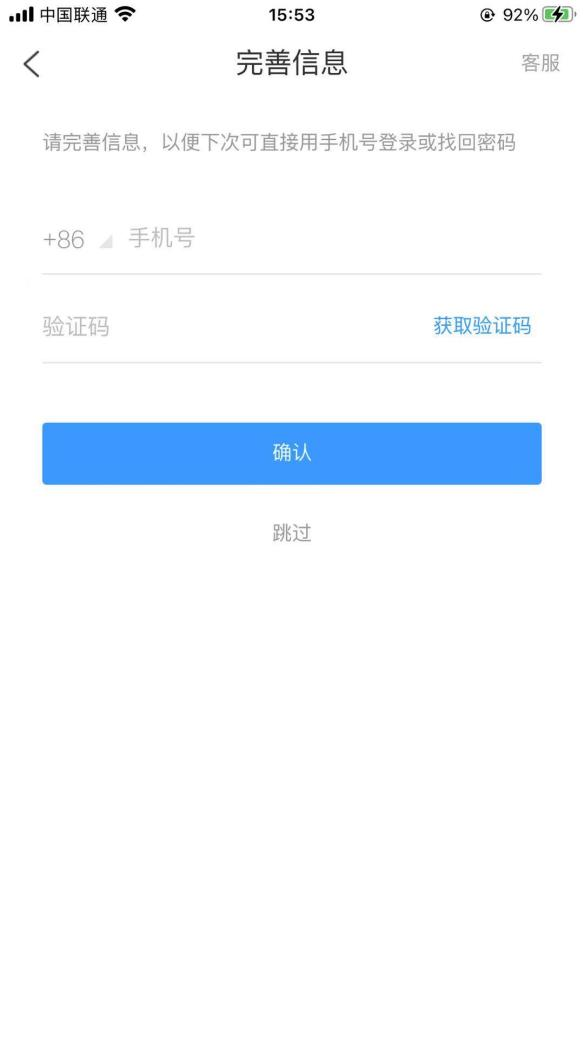 中国联通 15:53 92%
完善信息 客服
请完善信息，以便下次可直接用手机号登录或找回密码
+86 手机号
验证码 获取验证码
确认
跳过